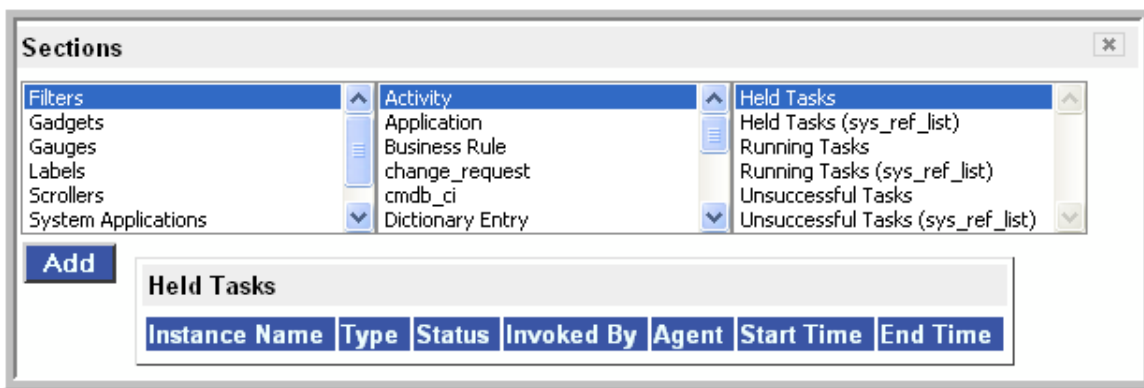 Sections
Filters
Gadgets
Gauges
Labels
Scrollers
System Applications
Activity
Application
Business Rule
change_request
cmdb_ci
Dictionary Entry
Held Tasks
Held Tasks (sys_ref_list)
Running Tasks
Running Tasks (sys_ref_list)
Unsuccessful Tasks
Unsuccessful Tasks (sys_ref_list)
Add
Held Tasks
Instance Name Type Status Invoked By Agent Start Time End Time